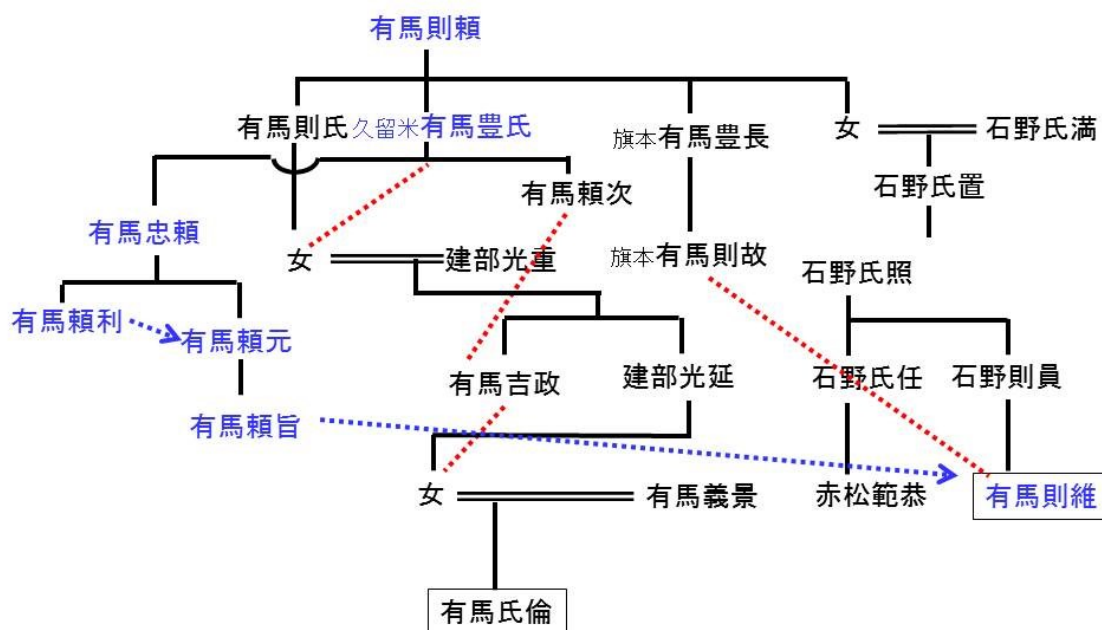 有馬則頼
有馬則氏 久留米有馬豊氏 旗本有馬豊長 女 石野氏満
有馬頼次 石野氏置
有馬忠頼 女 建部光重 旗本有馬則故 石野氏照
有馬頼利 有馬頼元
有馬吉政 建部光延 石野氏任 石野則員
有馬頼旨
女 有馬義景 赤松範恭 有馬則維
有馬氏倫